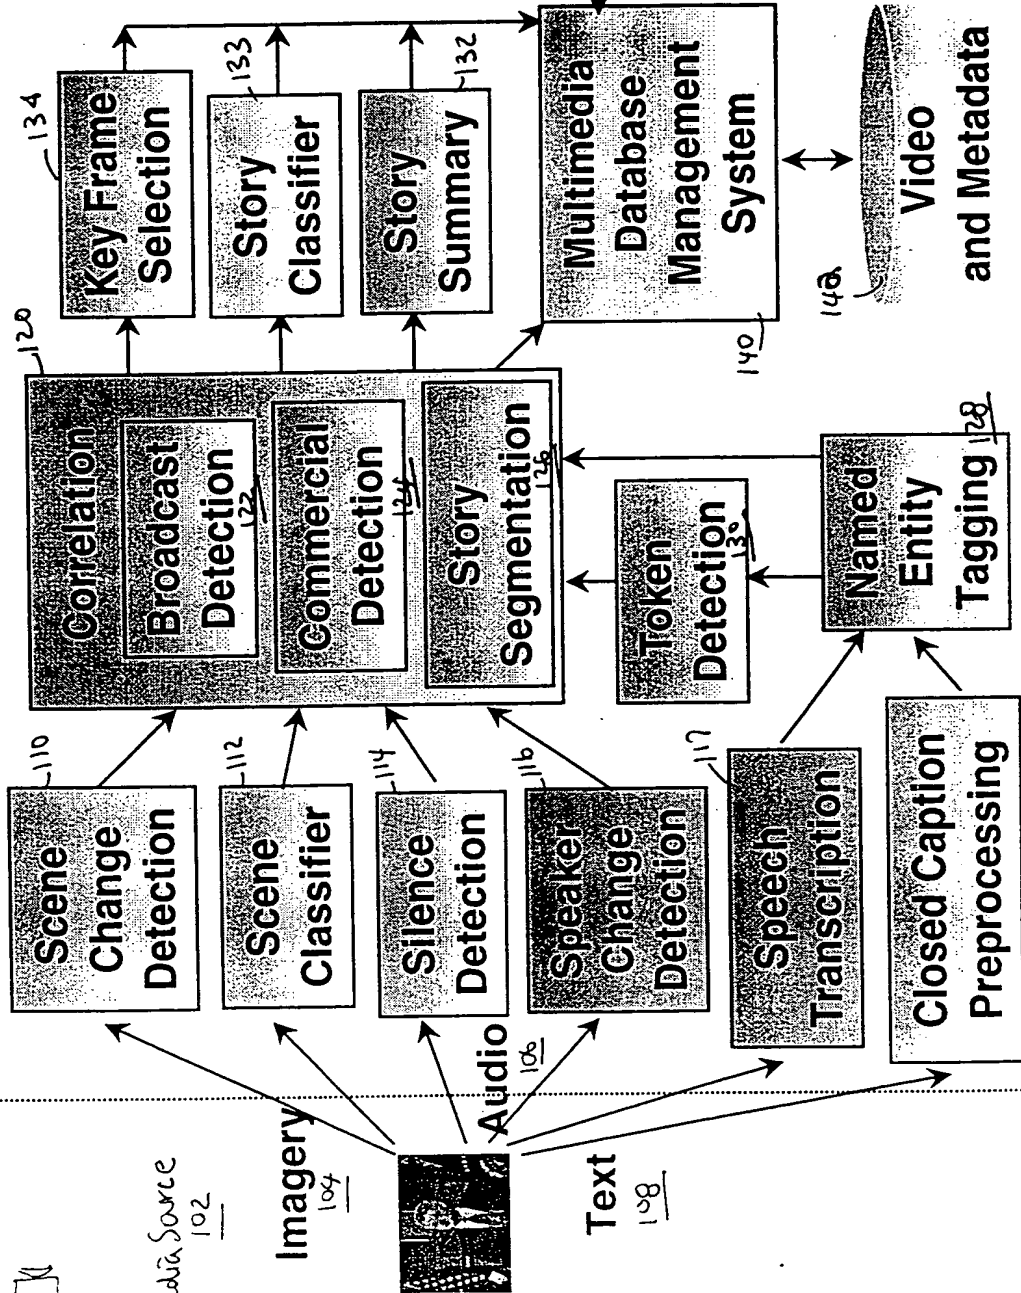 Media Source
102
Imagery
104
Audio
106
Text
108
Scene
Change
Detection
110
Scene
Classifier
112
Silence
Detection
114
Speaker
Change
Detection
116
Speech
Transcription
117
Closed Caption
Preprocessing
Correlation
120
Broadcast
Detection
122
Commercial
Detection
124
Story
Segmentation
126
Token
Detection
130
Named
Entity
Tagging 128
Key Frame
Selection
134
Story
Classifier
133
Story
Summary
132
Multimedia
Database
Management
System
140
142
Video
and Metadata